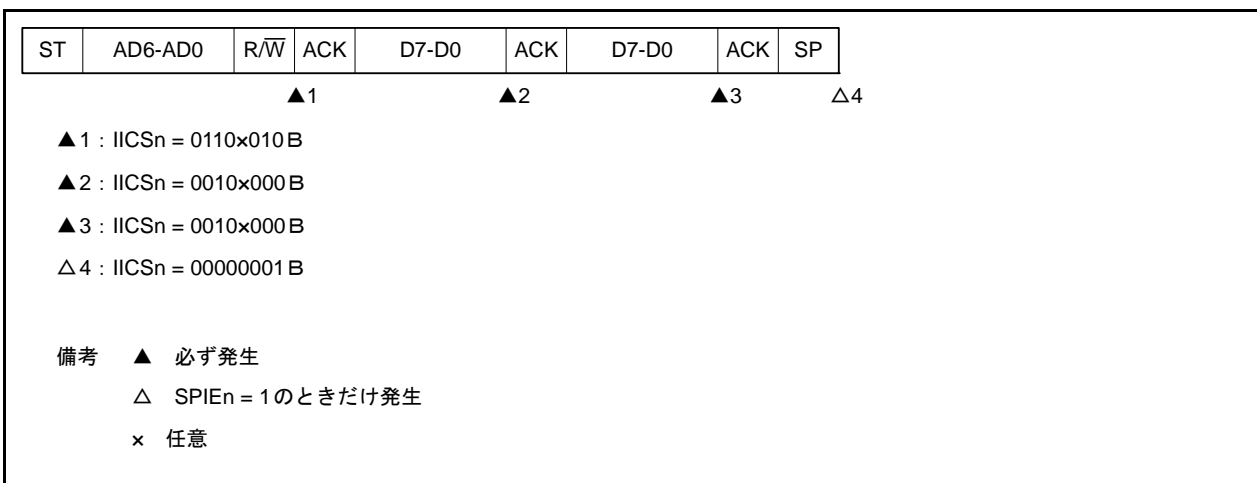 ST AD6-AD0 R/W̅ ACK D7-D0 ACK D7-D0 ACK SP
▲1 ▲2 ▲3 △4
▲1：IICSn = 0110×010B
▲2：IICSn = 0010×000B
▲3：IICSn = 0010×000B
△4：IICSn = 00000001B
備考 ▲ 必ず発生
△ SPIEn = 1のときだけ発生
× 任意